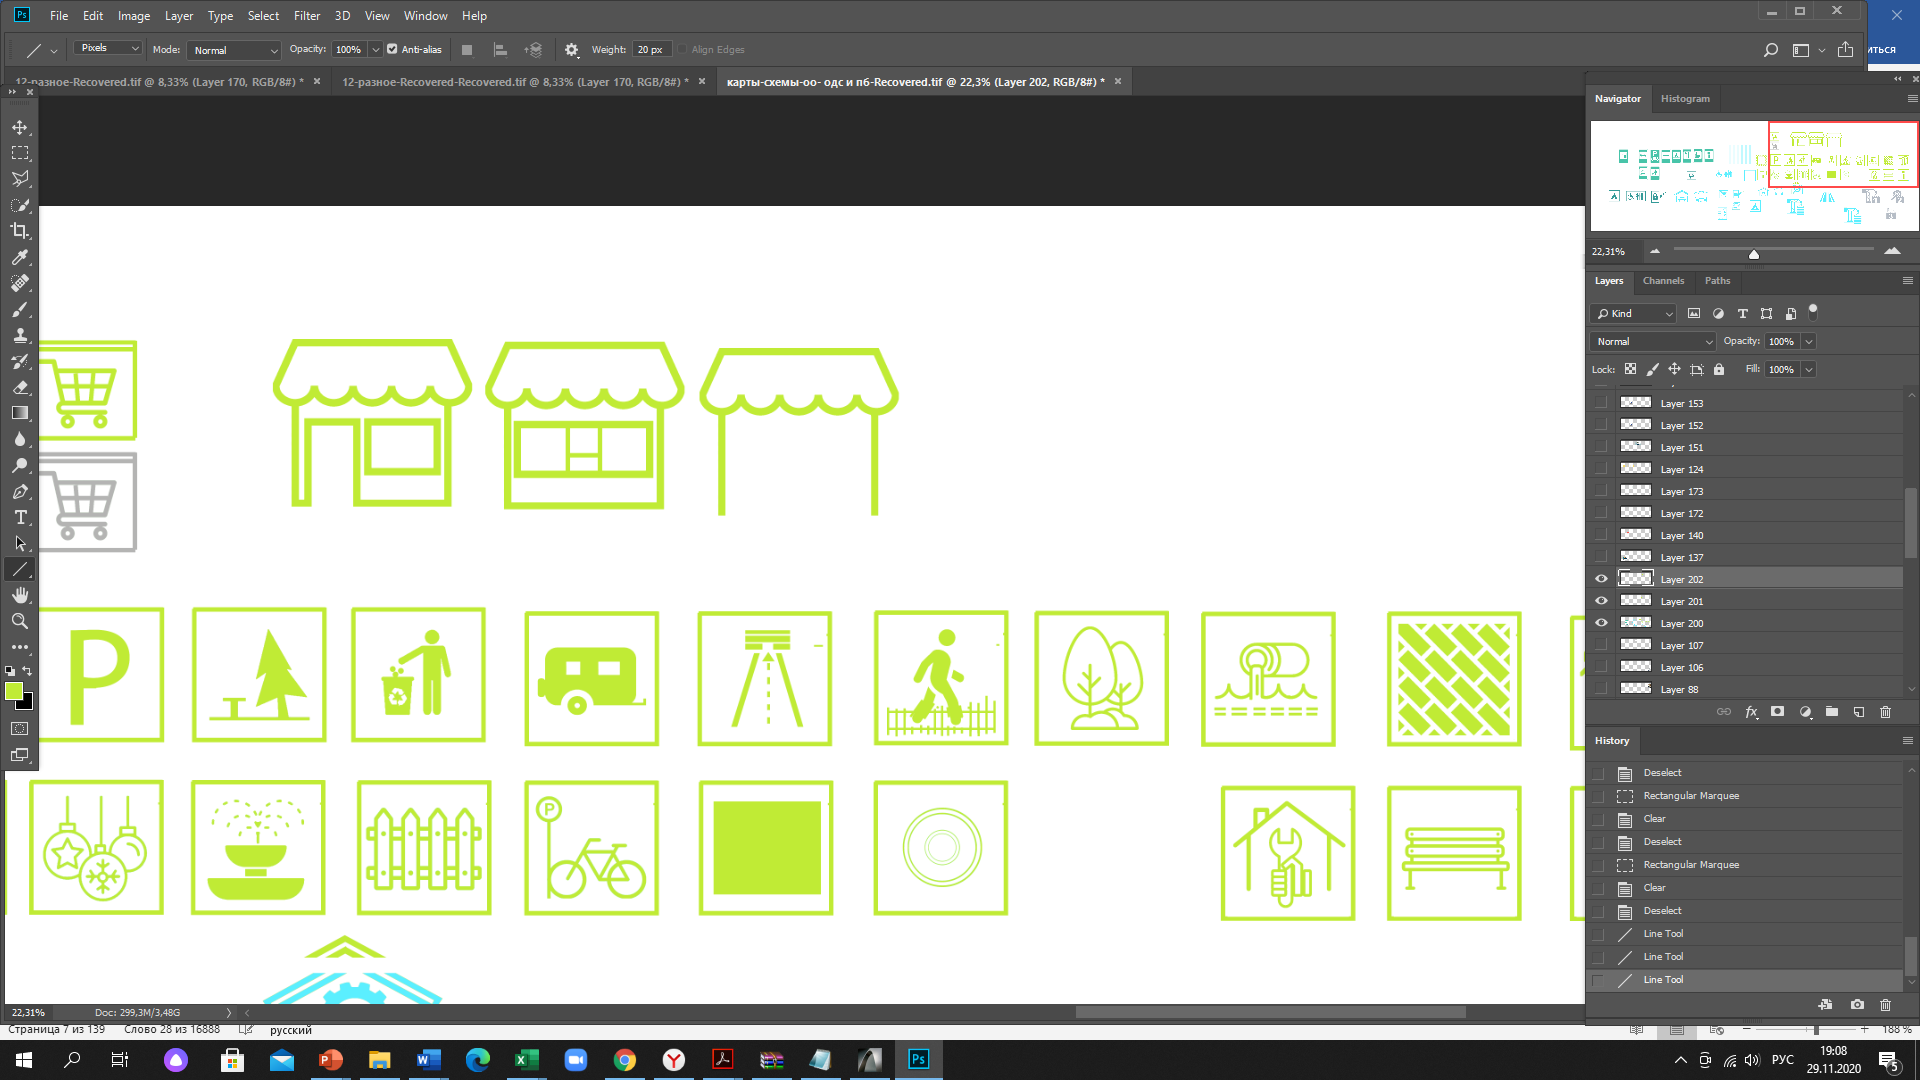 Ps File Edit Image Layer Type Select Filter 3D View Window Help
Pixels Mode: Normal Opacity: 100% Anti-alias Weight: 20 px Align Edges
12-разное-Recovered.tif @ 8,33% (Layer 170, RGB/8#) *
12-разное-Recovered-Recovered.tif @ 8,33% (Layer 170, RGB/8#) *
карты-схемы-оо- одс и пб-Recovered.tif @ 22,3% (Layer 202, RGB/8#) *
Navigator Histogram
22,31%
Layers Channels Paths
Kind
Normal Opacity: 100%
Lock: Fill: 100%
Layer 153
Layer 152
Layer 151
Layer 124
Layer 173
Layer 172
Layer 140
Layer 137
Layer 202
Layer 201
Layer 200
Layer 107
Layer 106
Layer 88
fx
History
Deselect
Rectangular Marquee
Clear
Deselect
Rectangular Marquee
Clear
Deselect
Line Tool
Line Tool
Line Tool
P
P
22,31% Doc: 299,3M/3,48G
Страница 7 из 139 Слово 28 из 16888 русский
188 %
РУС
19:08
29.11.2020
5
Ps